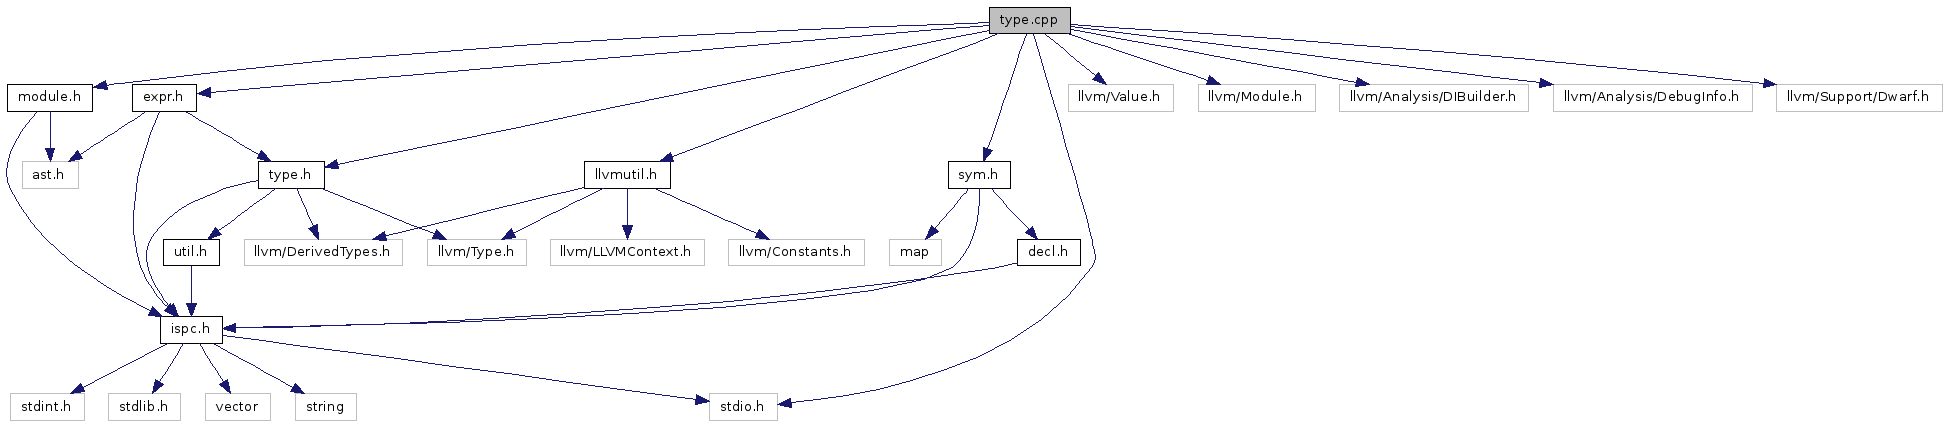 type.cpp
module.h
expr.h
llvm/Value.h
llvm/Module.h
llvm/Analysis/DIBuilder.h
llvm/Analysis/DebugInfo.h
llvm/Support/Dwarf.h
ast.h
type.h
llvmutil.h
sym.h
util.h
llvm/DerivedTypes.h
llvm/Type.h
llvm/LLVMContext.h
llvm/Constants.h
map
decl.h
ispc.h
stdint.h
stdlib.h
vector
string
stdio.h